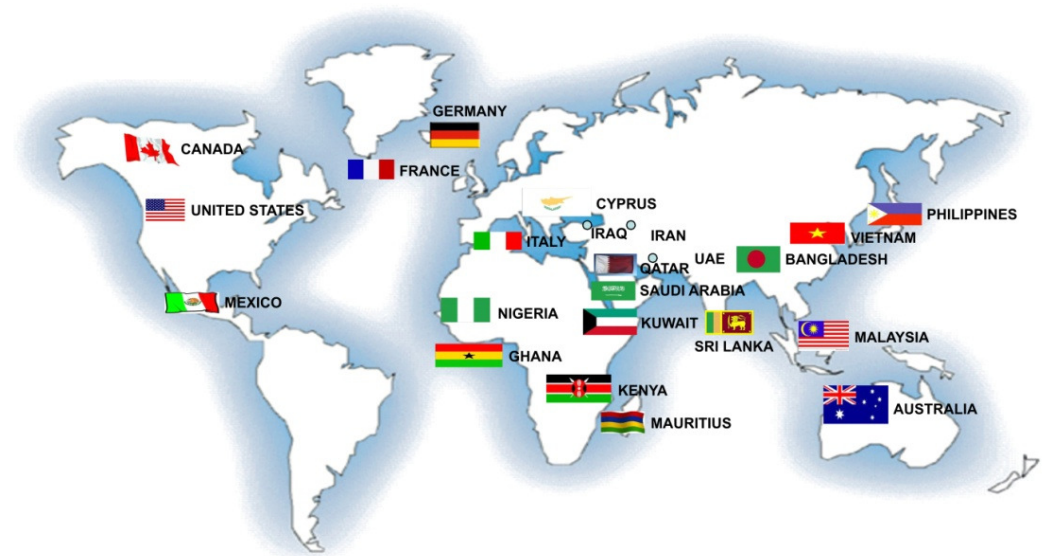 GERMANY
CANADA
FRANCE
UNITED STATES
CYPRUS
PHILIPPINES
IRAQ
IRAN
VIETNAM
ITALY
UAE
BANGLADESH
QATAR
SAUDI ARABIA
MEXICO
NIGERIA
KUWAIT
SRI LANKA
MALAYSIA
GHANA
KENYA
AUSTRALIA
MAURITIUS